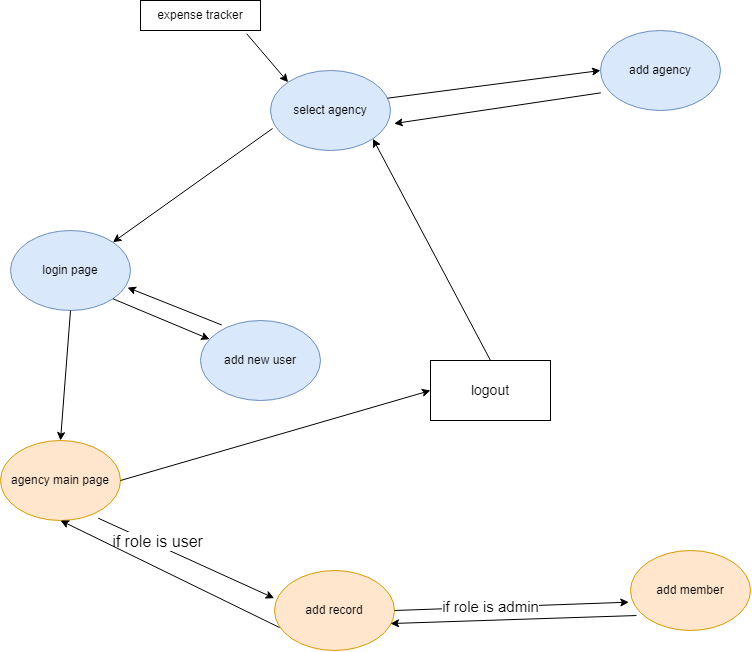 expense tracker
select agency
add agency
login page
add new user
logout
agency main page
if role is user
add record
if role is admin
add member